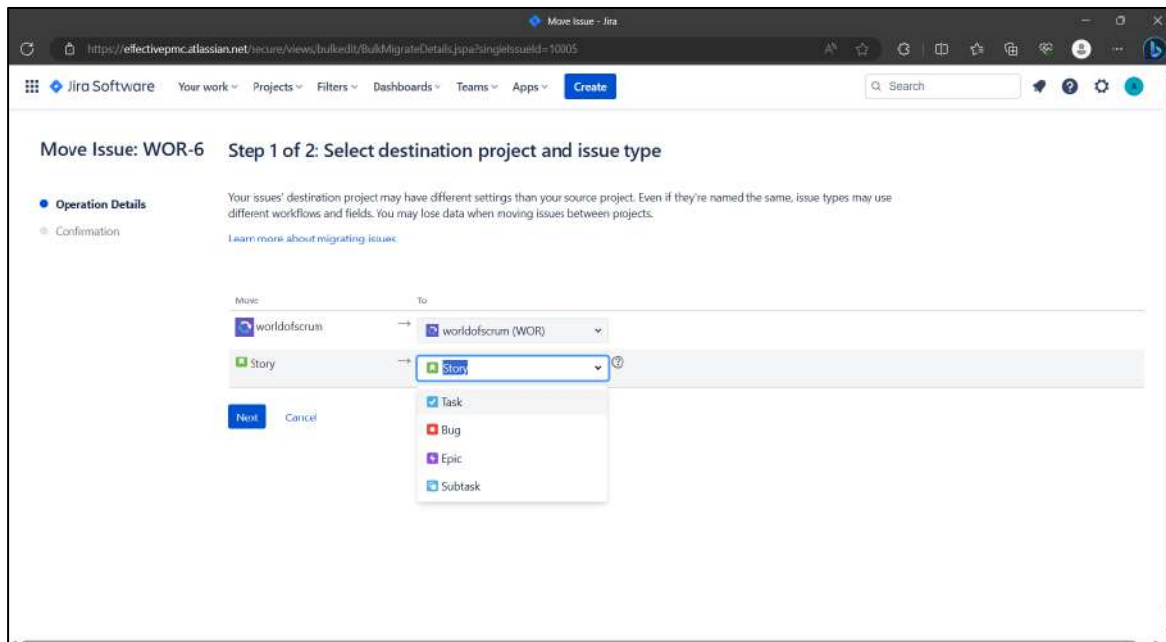 Move Issue - Jira
https://effectivepmc.atlassian.net/secure/views/bulkedit/BulkMigrateDetails.jspa?singleIssueId=10005
Jira Software Your work Projects Filters Dashboards Teams Apps Create Search
Move Issue: WOR-6 Step 1 of 2: Select destination project and issue type
Operation Details
Confirmation
Your issues' destination project may have different settings than your source project. Even if they're named the same, issue types may use
different workflows and fields. You may lose data when moving issues between projects.
Learn more about migrating issues
Move To
worldofscrum → worldofscrum (WOR)
Story → Story
Task
Bug
Epic
Subtask
Next Cancel